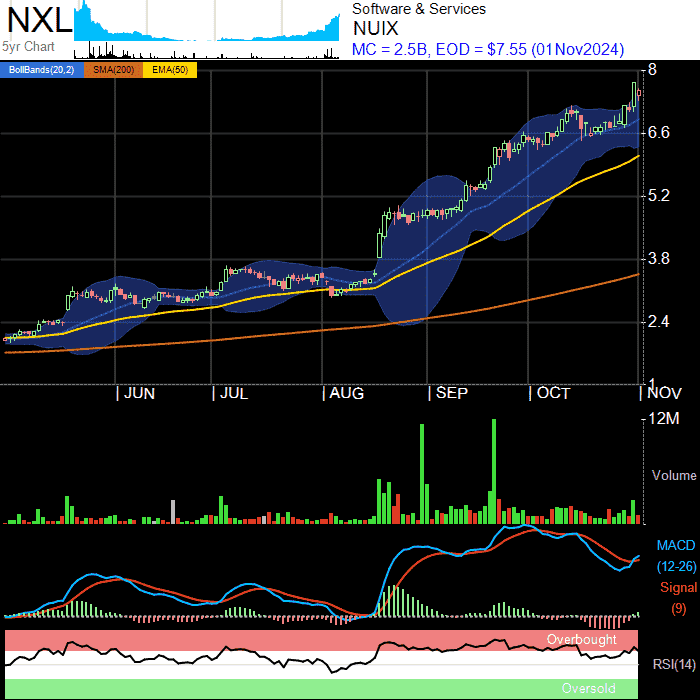 NXL
5yr Chart
Software & Services
NUIX
MC = 2.5B, EOD = $7.55 (01Nov2024)
BollBands(20,2) SMA(200) EMA(50)
8
6.6
5.2
3.8
2.4
1
JUN JUL AUG SEP OCT NOV
12M
Volume
MACD
(12-26)
Signal
(9)
Overbought
RSI(14)
Oversold